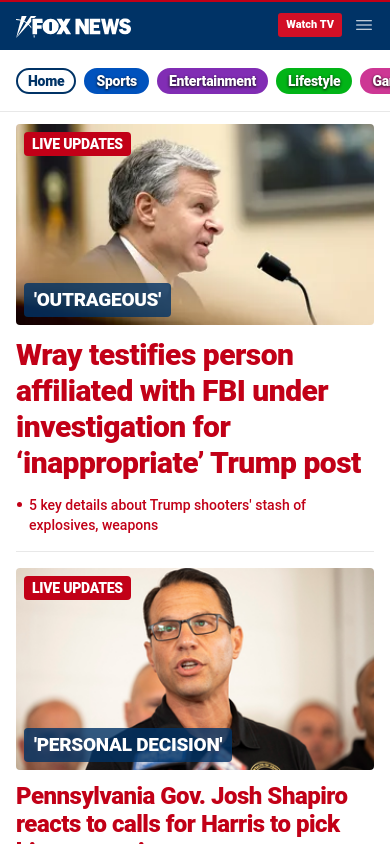 FOX NEWS
Watch TV
Home
Sports
Entertainment
Lifestyle
LIVE UPDATES
'OUTRAGEOUS'
Wray testifies person
affiliated with FBI under
investigation for
‘inappropriate’ Trump post
5 key details about Trump shooters' stash of
explosives, weapons
LIVE UPDATES
'PERSONAL DECISION'
Pennsylvania Gov. Josh Shapiro
reacts to calls for Harris to pick